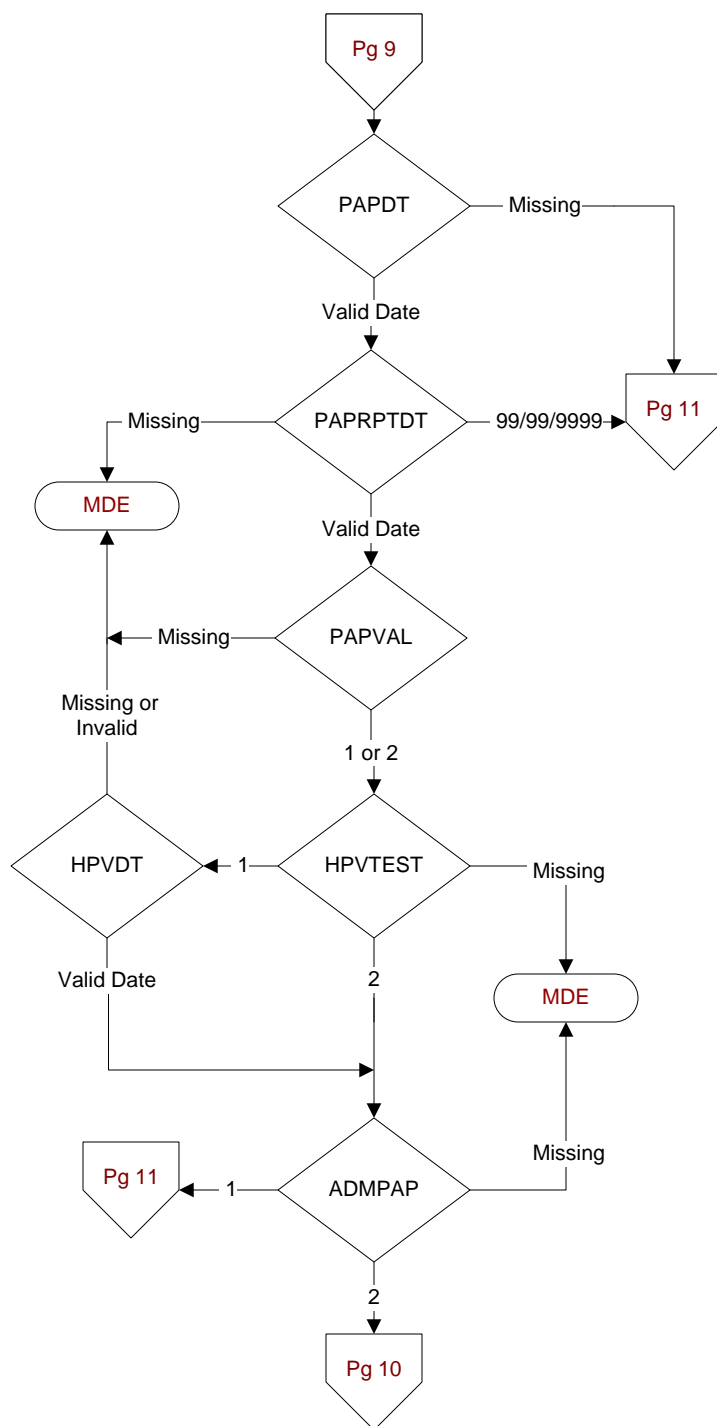 Pg 9
PAPDT
Missing
Valid Date
PAPRPTDT
Missing
99/99/9999
Pg 11
MDE
Valid Date
PAPVAL
Missing
Missing or
Invalid
1 or 2
HPVDT
1
HPVTEST
Missing
Valid Date
2
MDE
Pg 11
1
ADMPAP
Missing
2
Pg 10